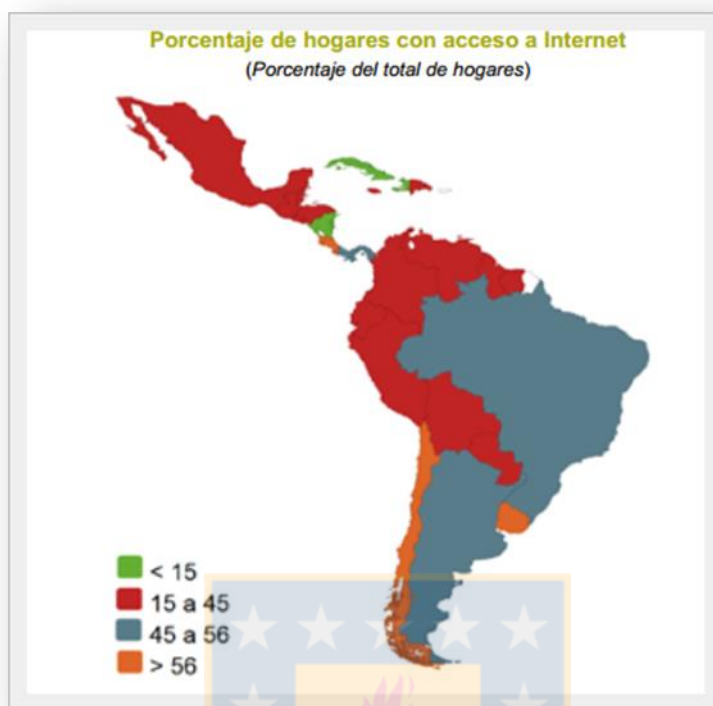 Porcentaje de hogares con acceso a Internet
(Porcentaje del total de hogares)
< 15
15 a 45
45 a 56
> 56